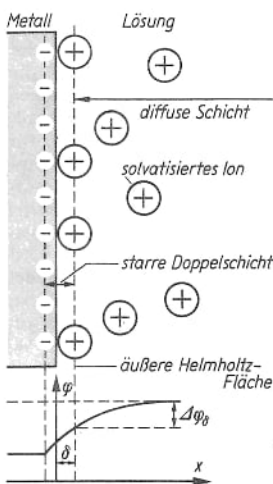 Metall Lösung
diffuse Schicht
solvatisiertes Ion
starre Doppelschicht
äußere Helmholtz-
Fläche
φ
Δφδ
δ
x